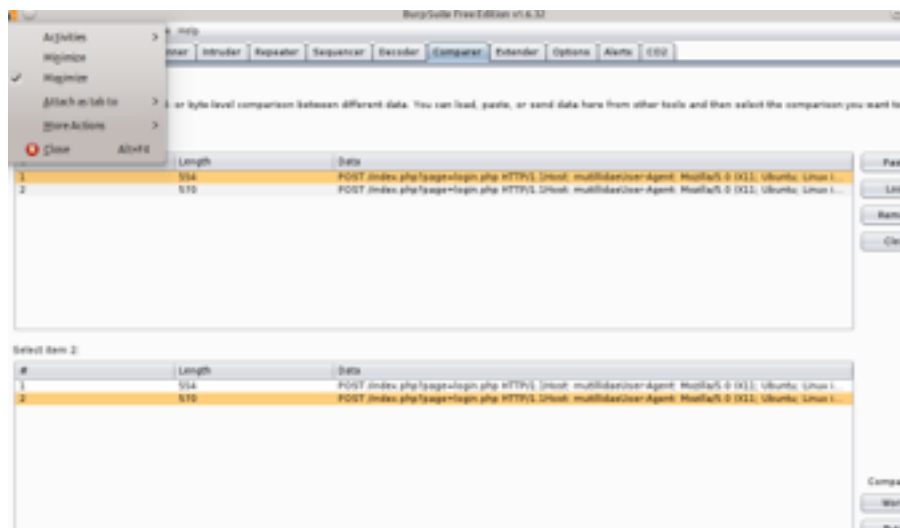 BurpSuite Free Edition v1.6.32
Help
Activities
Minimize
Maximize
Attach as tab to
More Actions
Close Alt+F4
ner Intruder Repeater Sequencer Decoder Comparer Extender Options Alerts CO2
or byte-level comparison between different data. You can load, paste, or send data here from other tools and then select the comparison you want to
Length Data
1 554 POST /index.php?page=login.php HTTP/1.1Host: mutillidaeUser-Agent: Mozilla/5.0 (X11; Ubuntu; Linux i...
2 570 POST /index.php?page=login.php HTTP/1.1Host: mutillidaeUser-Agent: Mozilla/5.0 (X11; Ubuntu; Linux i...
Select item 2:
# Length Data
1 554 POST /index.php?page=login.php HTTP/1.1Host: mutillidaeUser-Agent: Mozilla/5.0 (X11; Ubuntu; Linux i...
2 570 POST /index.php?page=login.php HTTP/1.1Host: mutillidaeUser-Agent: Mozilla/5.0 (X11; Ubuntu; Linux i...
Compa